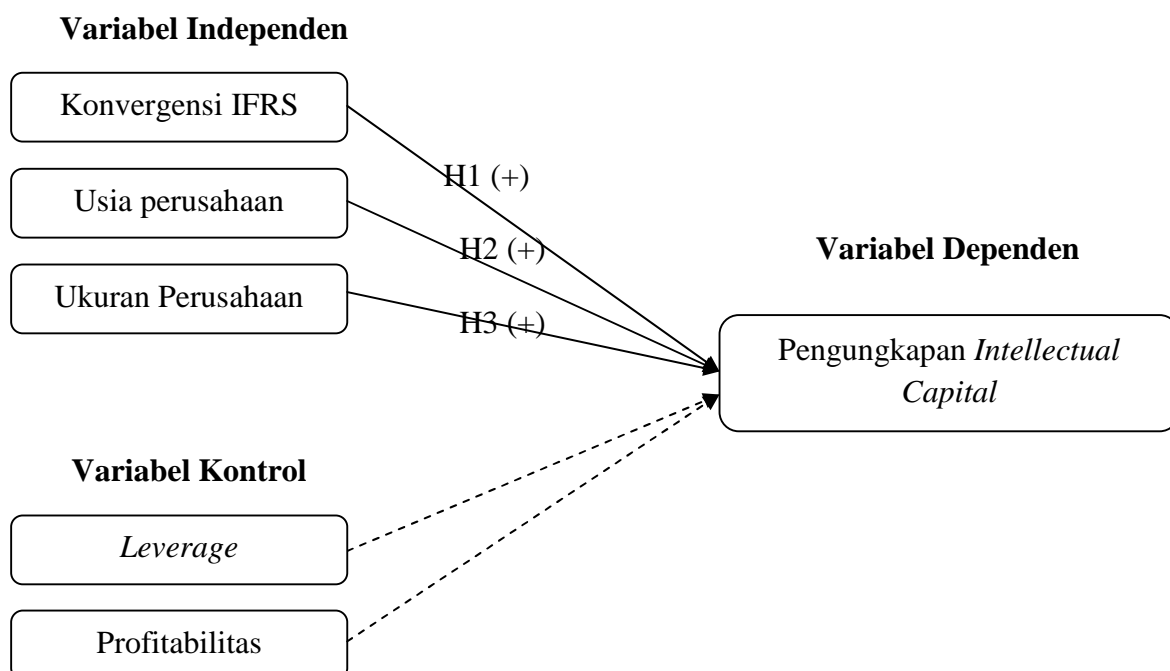 Variabel Independen
Konvergensi IFRS
Usia perusahaan
Ukuran Perusahaan
H1 (+)
H2 (+)
H3 (+)
Variabel Dependen
Pengungkapan Intellectual
Capital
Variabel Kontrol
Leverage
Profitabilitas